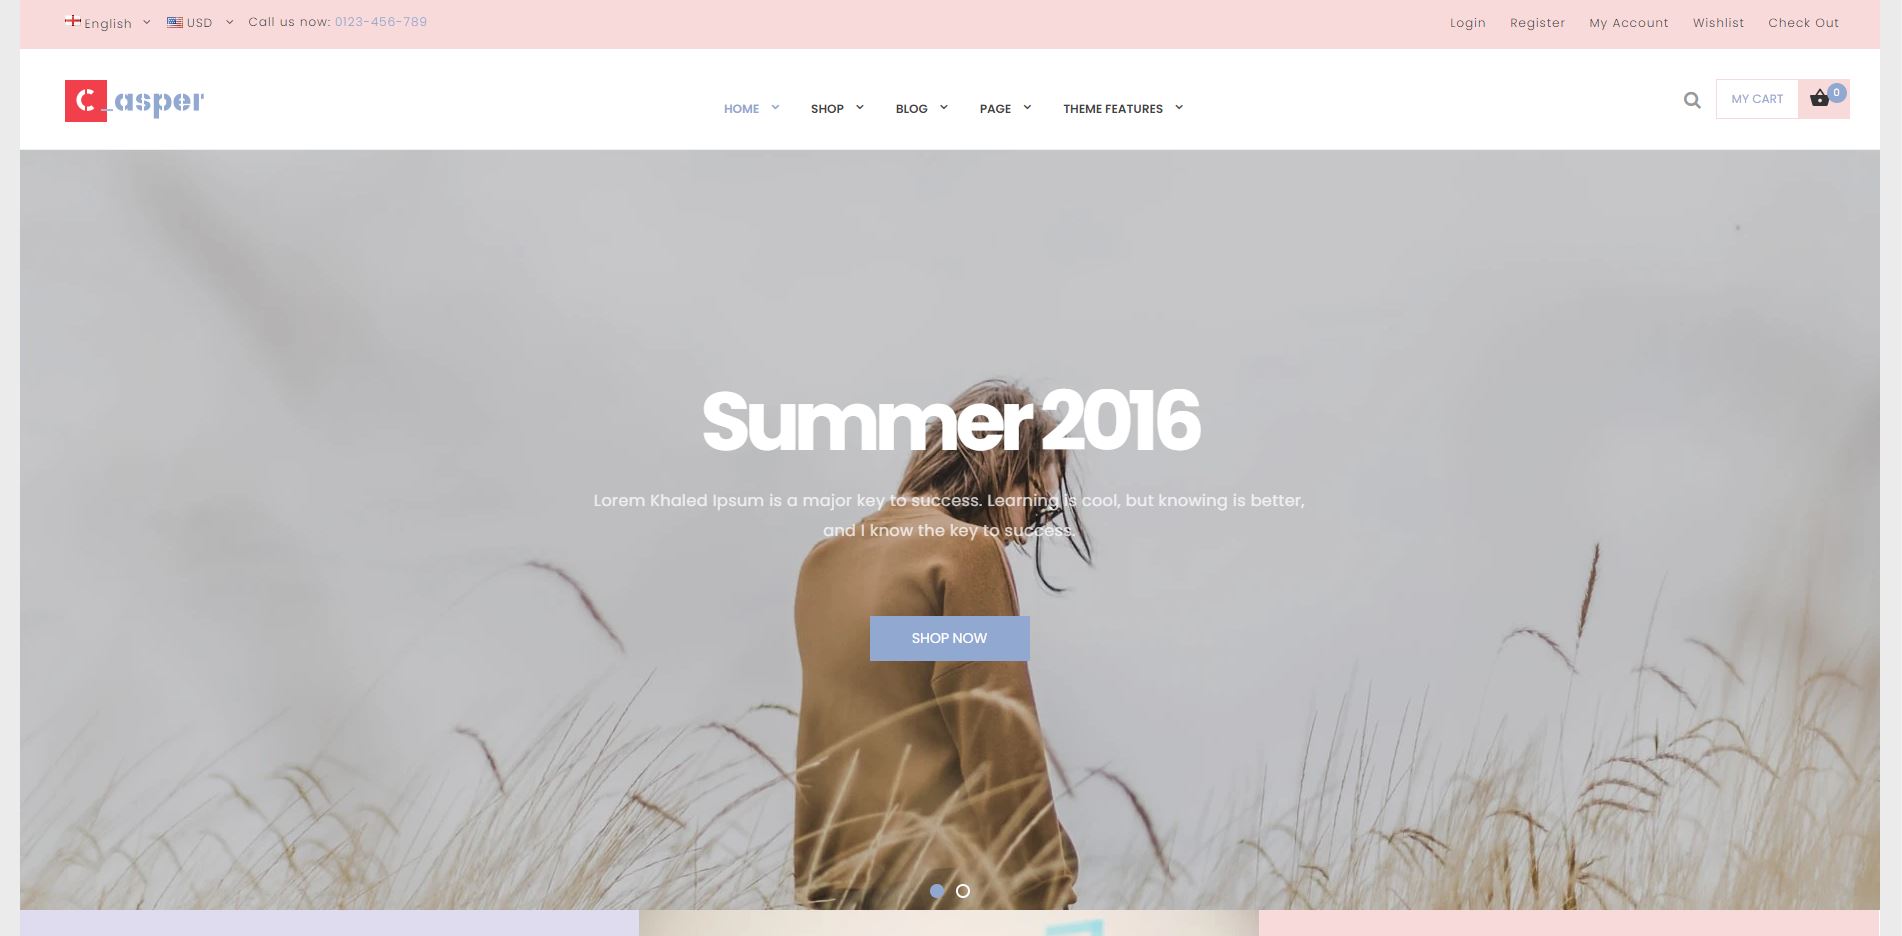 English
USD
Call us now: 0123-456-789
Login
Register
My Account
Wishlist
Check Out
C_asper
HOME
SHOP
BLOG
PAGE
THEME FEATURES
MY CART
0
Summer 2016
Lorem Khaled Ipsum is a major key to success. Learning is cool, but knowing is better,
and I know the key to success.
SHOP NOW